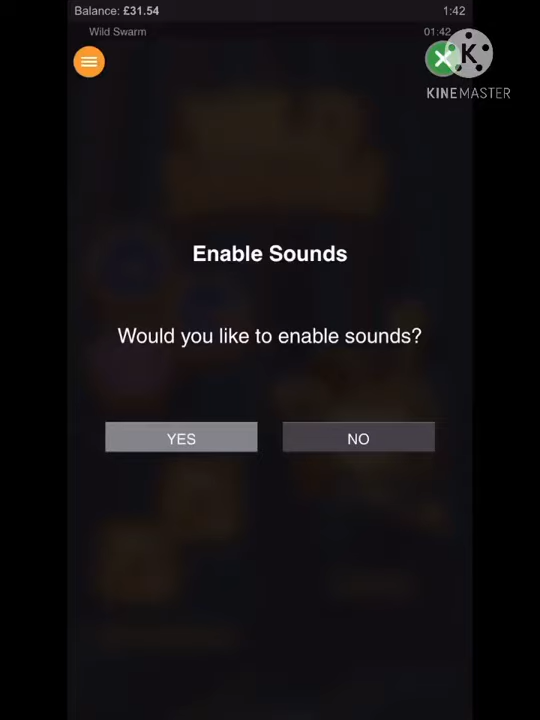 Balance: £31.54
1:42
Wild Swarm
01:42
K
KINEMASTER
Enable Sounds
Would you like to enable sounds?
YES
NO